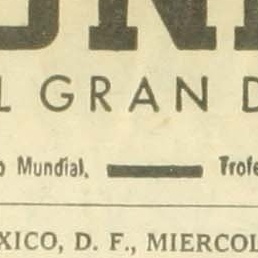 L GRAN D
o Mundial. Trofe
XICO, D. F., MIERCOL